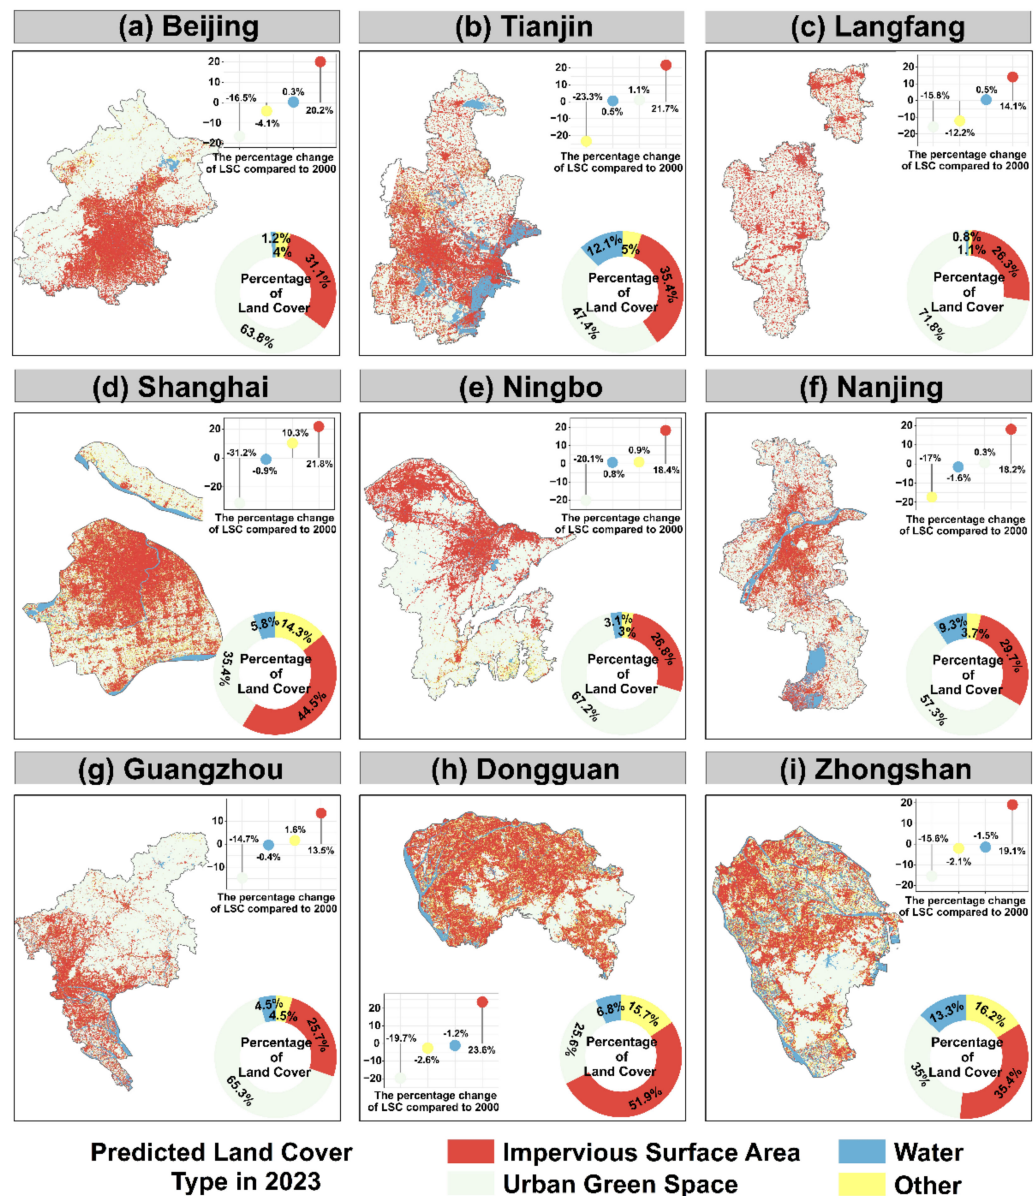 (a) Beijing
20
10
0
−10
−20
-16.5%
-4.1%
0.3%
20.2%
The percentage change
of LSC compared to 2000
1.2%
4%
31.1%
63.8%
Percentage
of
Land Cover
(b) Tianjin
20
10
0
−10
−20
-23.3%
0.5%
1.1%
21.7%
The percentage change
of LSC compared to 2000
12.1%
5%
35.4%
47.4%
Percentage
of
Land Cover
(c) Langfang
20
10
0
−10
−20
-15.8%
-12.2%
0.5%
14.1%
The percentage change
of LSC compared to 2000
0.8%
1.1%
26.3%
71.8%
Percentage
of
Land Cover
(d) Shanghai
20
0
−20
-31.2%
-0.9%
10.3%
21.8%
The percentage change
of LSC compared to 2000
5.8%
14.3%
35.4%
44.5%
Percentage
of
Land Cover
(e) Ningbo
20
10
0
−10
−20
-20.1%
0.8%
0.9%
18.4%
The percentage change
of LSC compared to 2000
3.1%
3%
26.8%
67.2%
Percentage
of
Land Cover
(f) Nanjing
20
10
0
−10
−20
-17%
-1.6%
0.3%
18.2%
The percentage change
of LSC compared to 2000
9.3%
3.7%
29.7%
57.3%
Percentage
of
Land Cover
(g) Guangzhou
10
0
−10
-14.7%
-0.4%
1.6%
13.5%
The percentage change
of LSC compared to 2000
4.5%
4.5%
25.7%
65.3%
Percentage
of
Land Cover
(h) Dongguan
20
10
0
−10
−20
-19.7%
-2.6%
-1.2%
23.6%
The percentage change
of LSC compared to 2000
6.8%
15.7%
25.6%
51.9%
Percentage
of
Land Cover
(i) Zhongshan
20
10
0
−10
−20
-15.6%
-2.1%
-1.5%
19.1%
The percentage change
of LSC compared to 2000
13.3%
16.2%
35%
35.4%
Percentage
of
Land Cover
Predicted Land Cover
Type in 2023
Impervious Surface Area
Water
Urban Green Space
Other